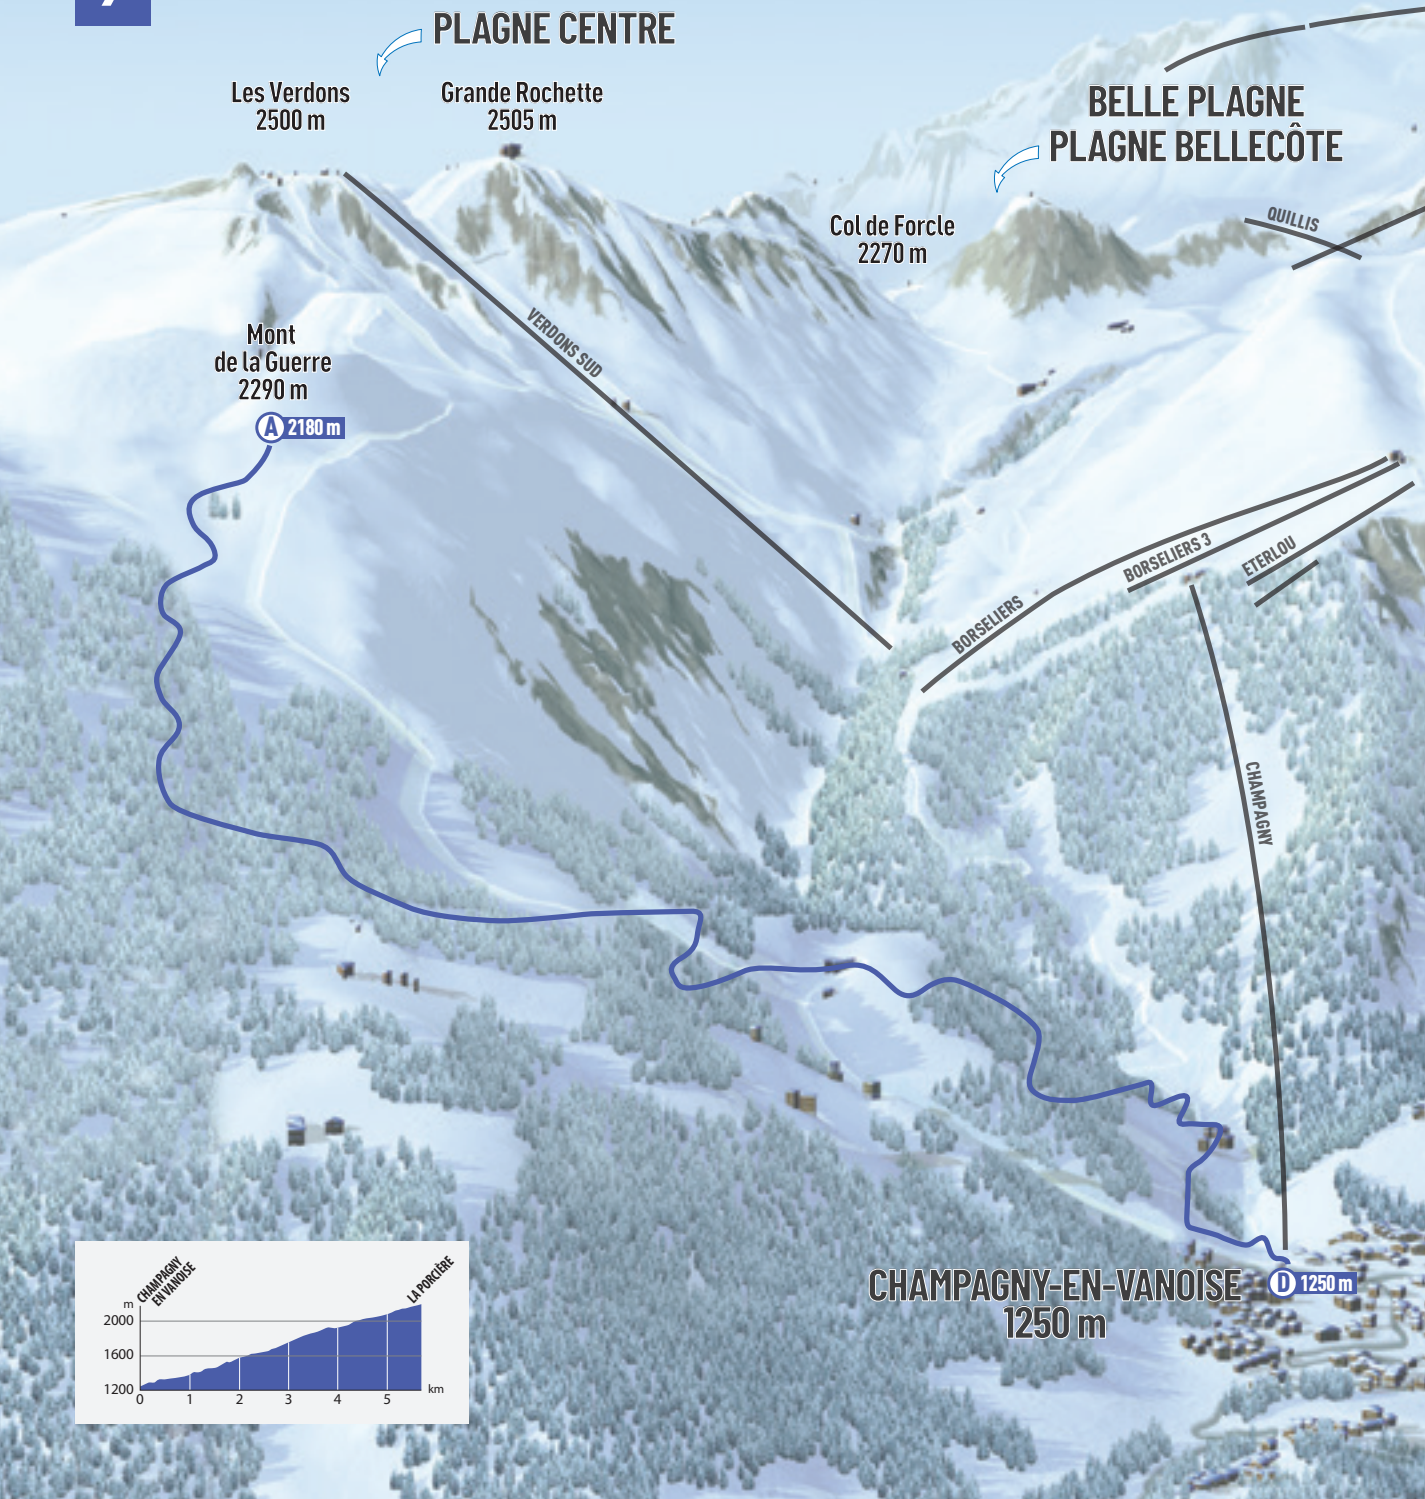 PLAGNE CENTRE
Les Verdons
2500 m
Grande Rochette
2505 m
BELLE PLAGNE
PLAGNE BELLECÔTE
Col de Forcle
2270 m
QUILLIS
Mont
de la Guerre
2290 m
A 2180 m
VERDONS SUD
BORSELIERS
BORSELIERS 3
ETERLOU
CHAMPAGNY
CHAMPAGNY-EN-VANOISE
1250 m
D 1250 m
CHAMPAGNY
EN VANOISE
LA PORCIÈRE
m
2000
1600
1200
0 1 2 3 4 5 km